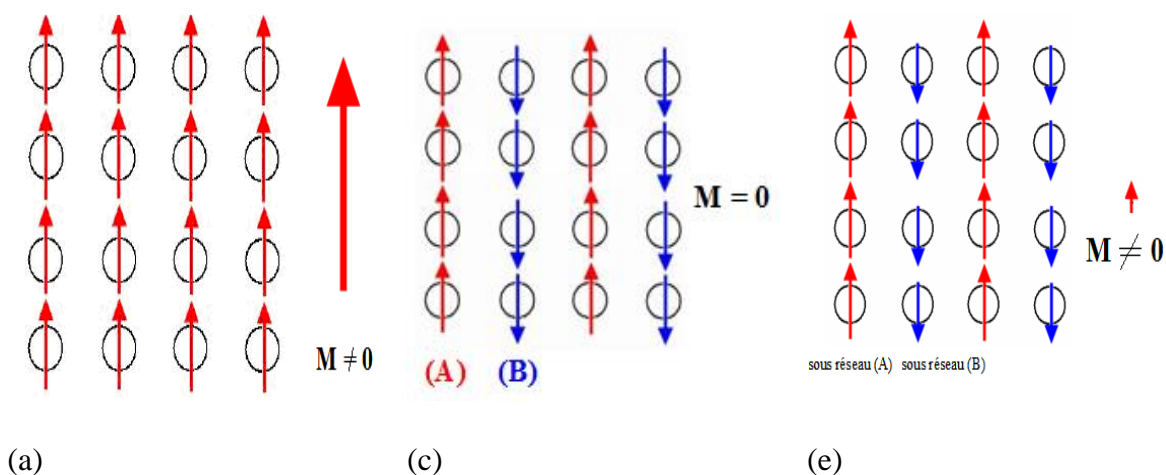 M ≠ 0
M = 0
(A) (B)
M ≠ 0
sous réseau (A) sous réseau (B)
(a) (c) (e)